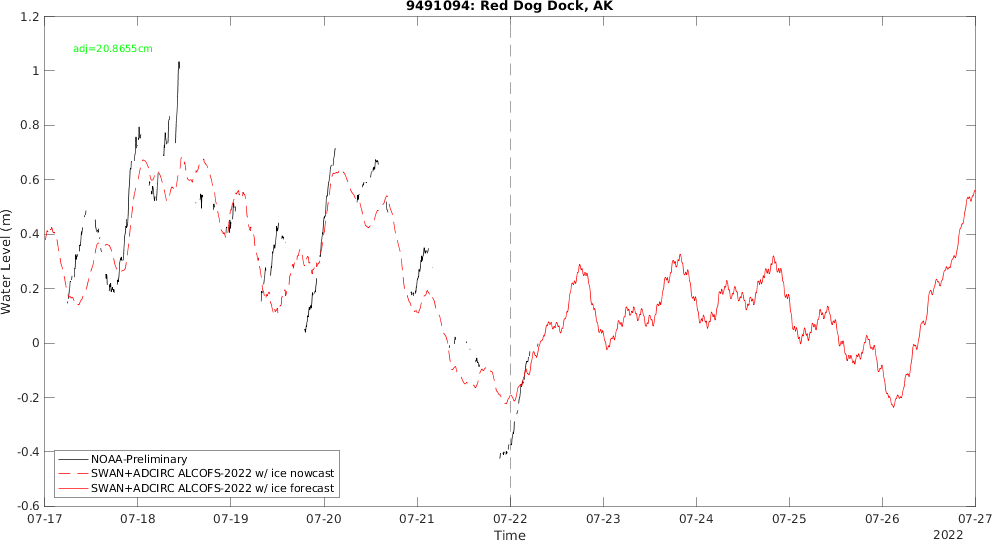 9491094: Red Dog Dock, AK
adj=20.8655cm
1.2
1
0.8
0.6
0.4
0.2
0
-0.2
-0.4
-0.6
Water Level (m)
NOAA-Preliminary
SWAN+ADCIRC ALCOFS-2022 w/ ice nowcast
SWAN+ADCIRC ALCOFS-2022 w/ ice forecast
07-17 07-18 07-19 07-20 07-21 07-22 07-23 07-24 07-25 07-26 07-27
Time
2022